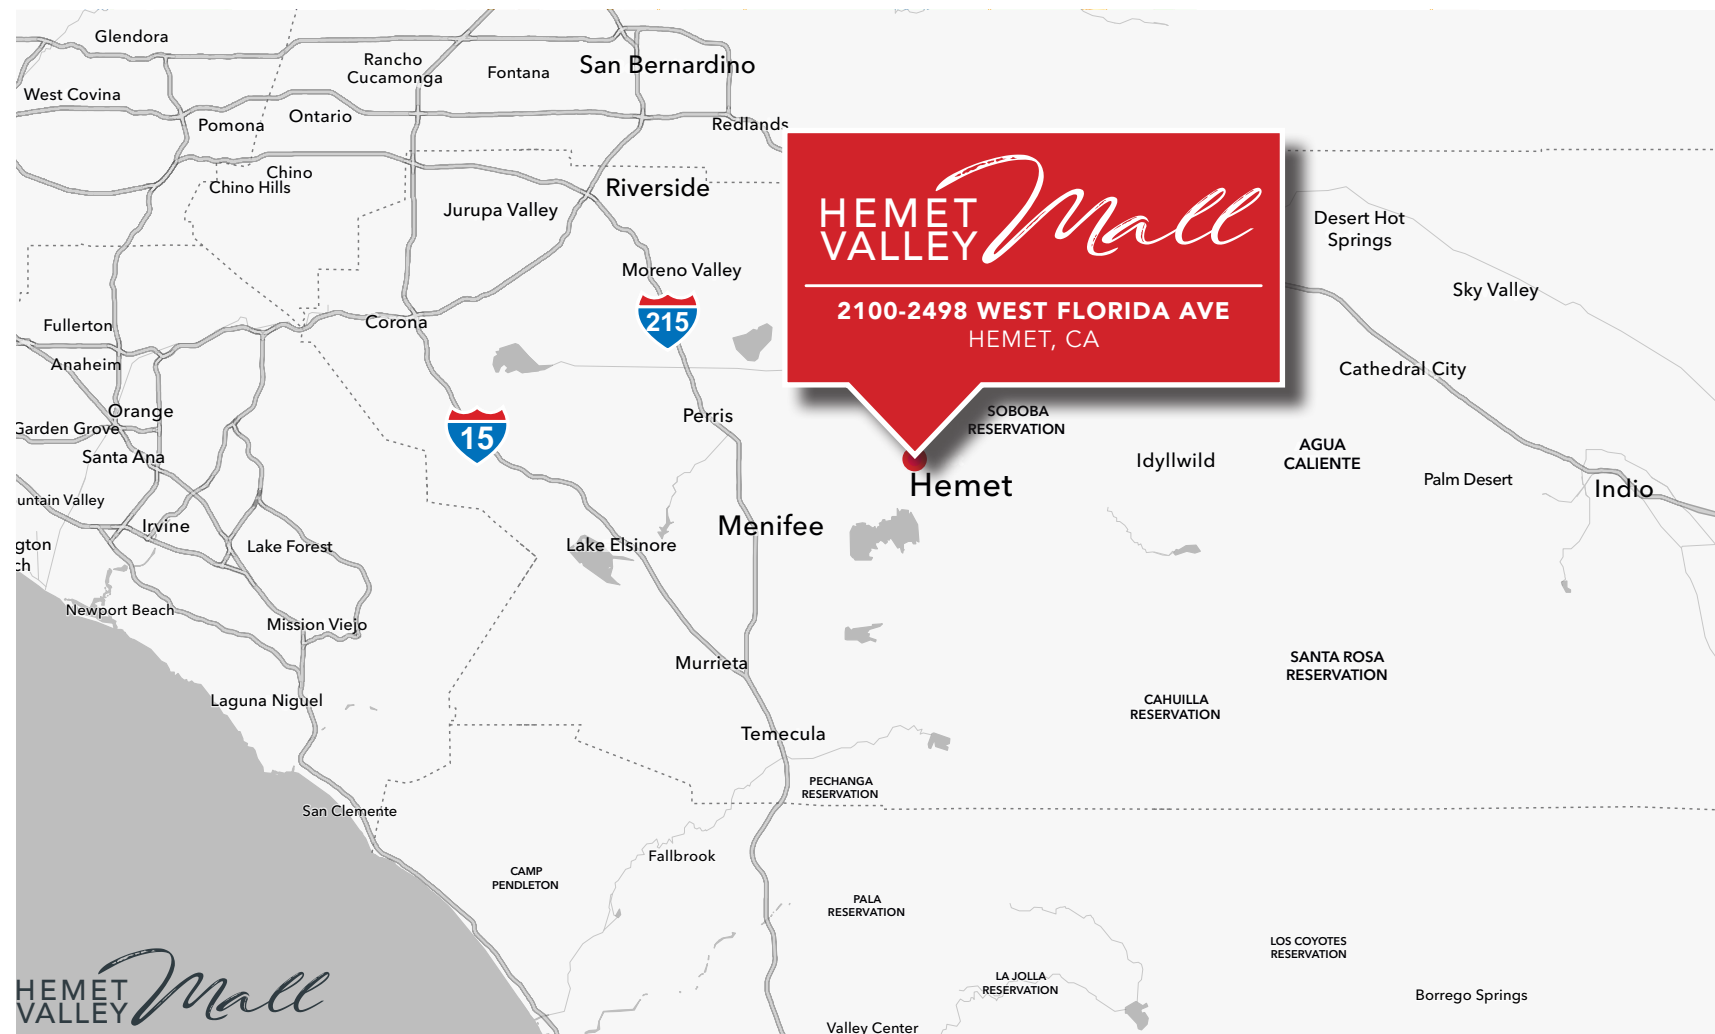 Glendora
Rancho
Cucamonga
Fontana
San Bernardino
West Covina
Pomona
Ontario
Redlands
Chino
Chino Hills
Riverside
Jurupa Valley
Moreno Valley
HEMET
VALLEY
Mall
2100-2498 WEST FLORIDA AVE
HEMET, CA
Desert Hot
Springs
Sky Valley
Fullerton
Corona
215
Anaheim
Cathedral City
Orange
Garden Grove
15
Perris
SOBOBA
RESERVATION
Santa Ana
Idyllwild
AGUA
CALIENTE
Palm Desert
Indio
Hemet
untain Valley
Irvine
Menifee
gton
ch
Lake Forest
Lake Elsinore
Newport Beach
Mission Viejo
Murrieta
SANTA ROSA
RESERVATION
Laguna Niguel
CAHUILLA
RESERVATION
Temecula
PECHANGA
RESERVATION
San Clemente
Fallbrook
CAMP
PENDLETON
PALA
RESERVATION
LOS COYOTES
RESERVATION
LA JOLLA
RESERVATION
Borrego Springs
Valley Center
HEMET
VALLEY
Mall